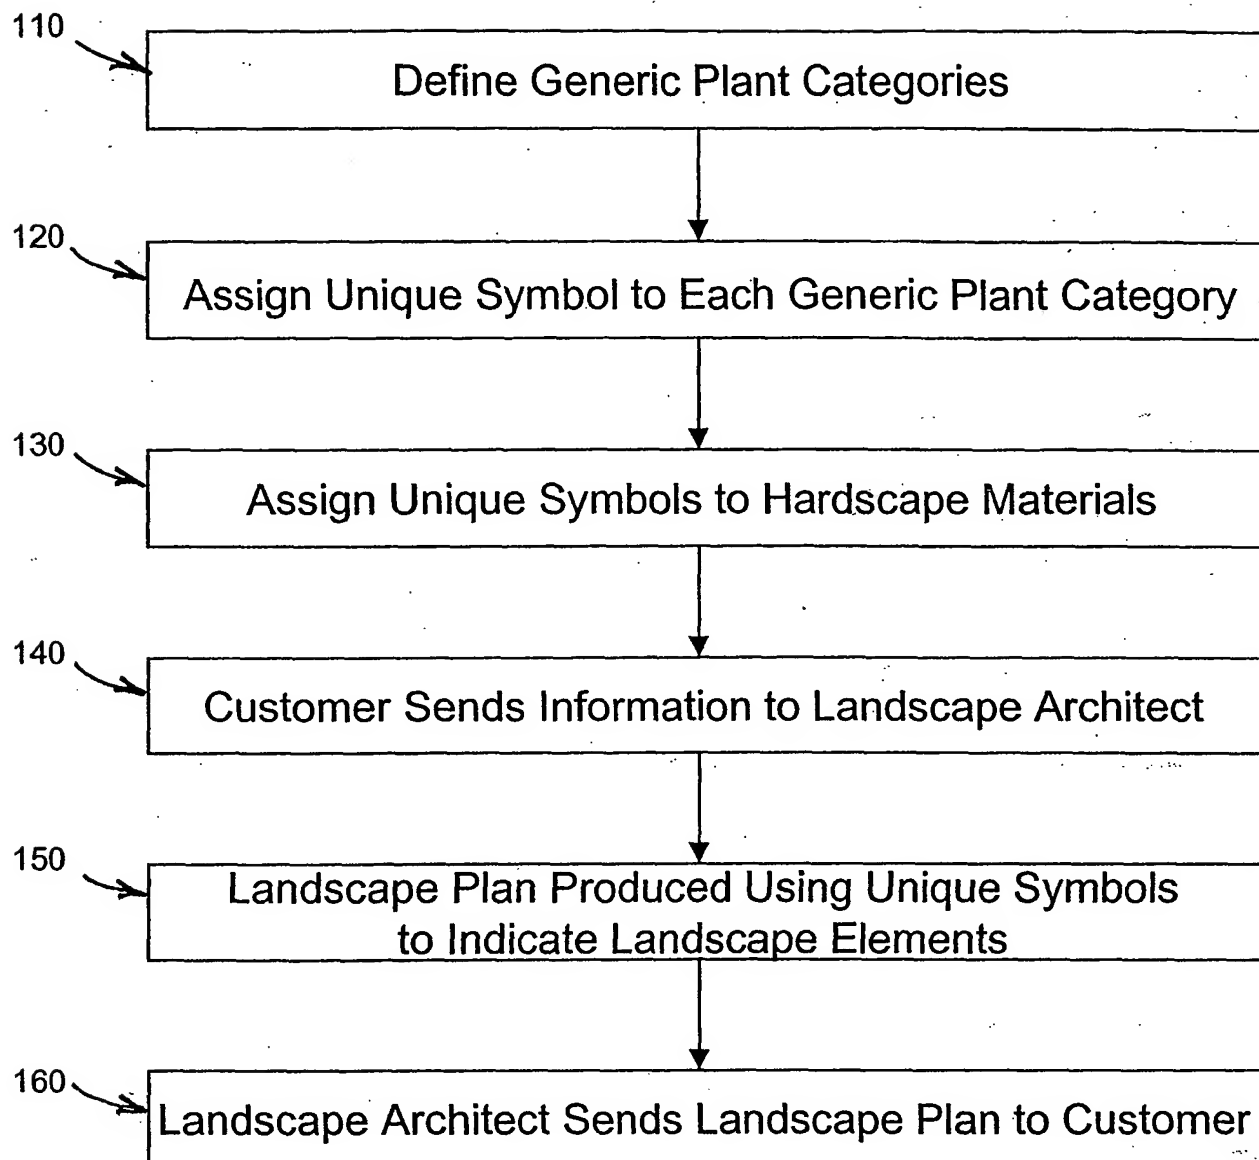 110
Define Generic Plant Categories
120
Assign Unique Symbol to Each Generic Plant Category
130
Assign Unique Symbols to Hardscape Materials
140
Customer Sends Information to Landscape Architect
150
Landscape Plan Produced Using Unique Symbols
to Indicate Landscape Elements
160
Landscape Architect Sends Landscape Plan to Customer